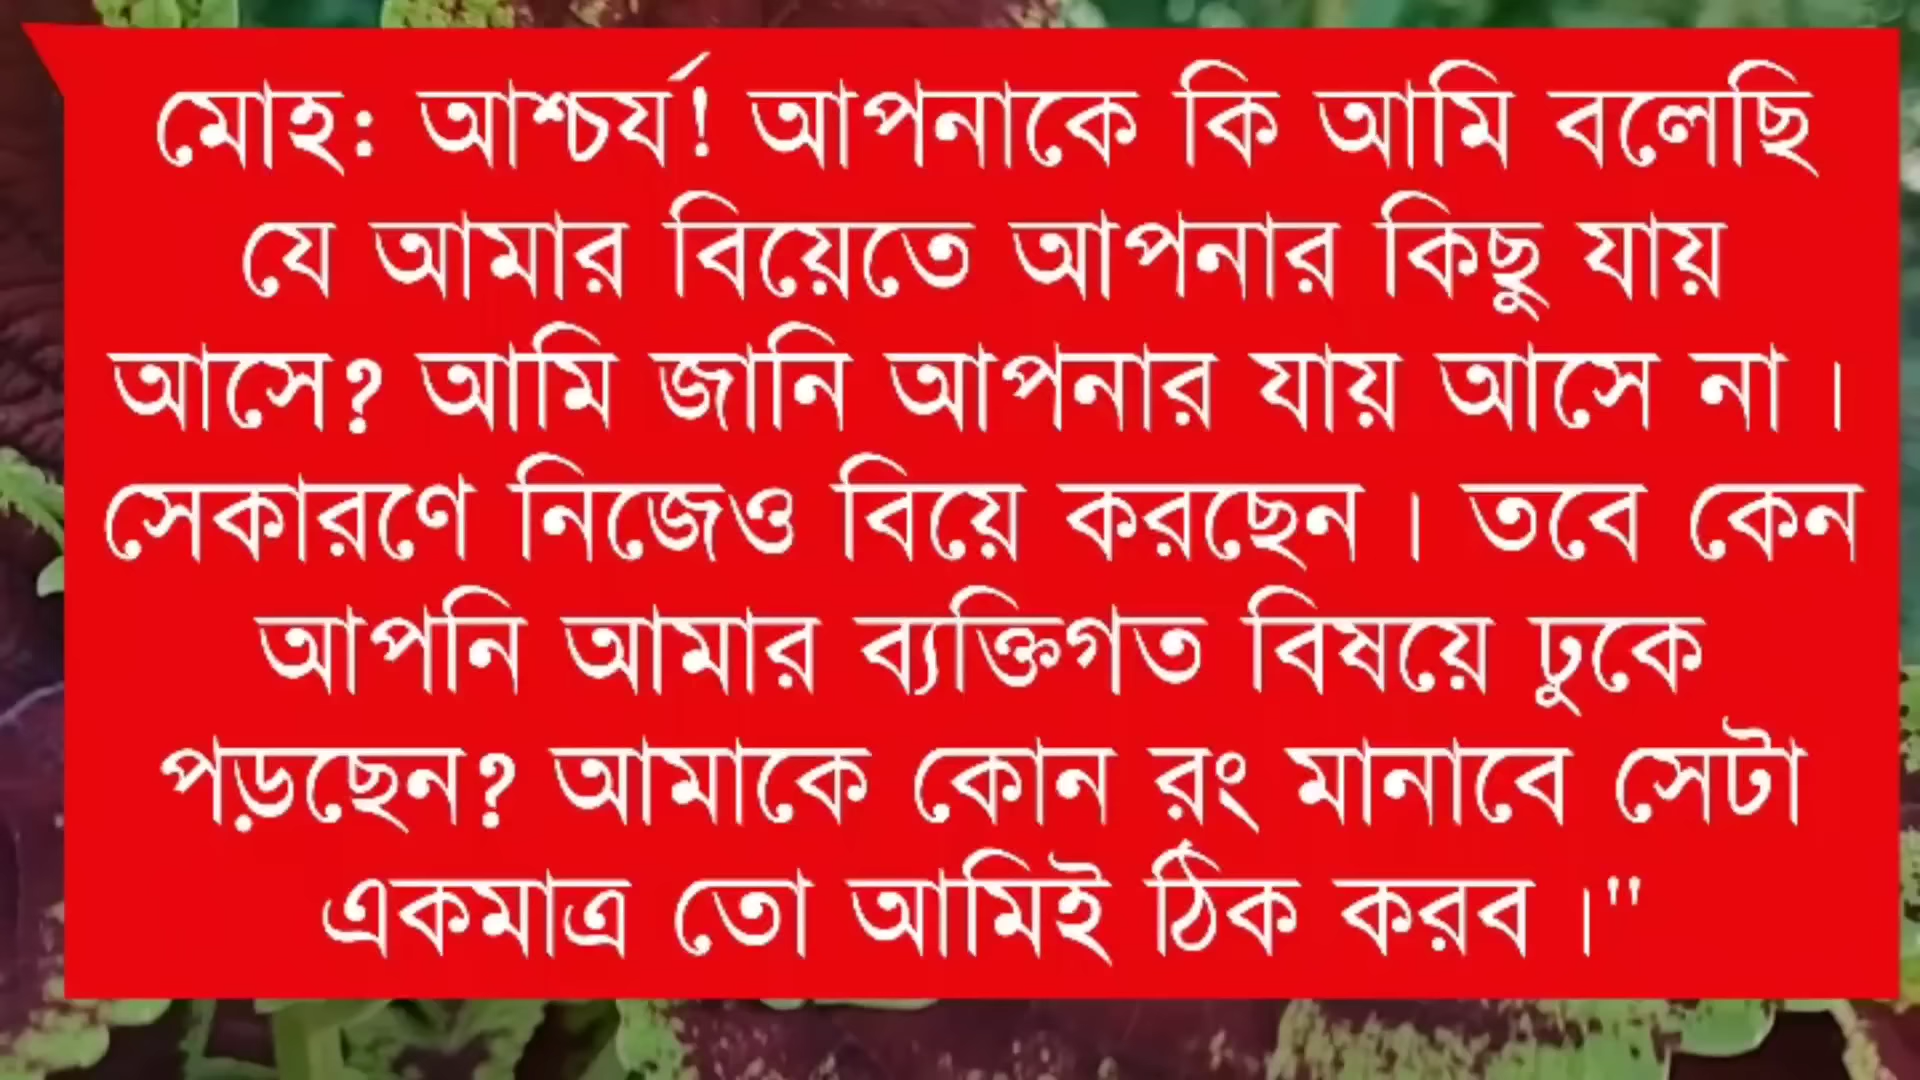 মোহ: আশ্চর্য! আপনাকে কি আমি বলেছি
যে আমার বিয়েতে আপনার কিছু যায়
আসে? আমি জানি আপনার যায় আসে না।
সেকারণে নিজেও বিয়ে করছেন। তবে কেন
আপনি আমার ব্যক্তিগত বিষয়ে ঢুকে
পড়ছেন? আমাকে কোন রং মানাবে সেটা
একমাত্র তো আমিই ঠিক করব।"